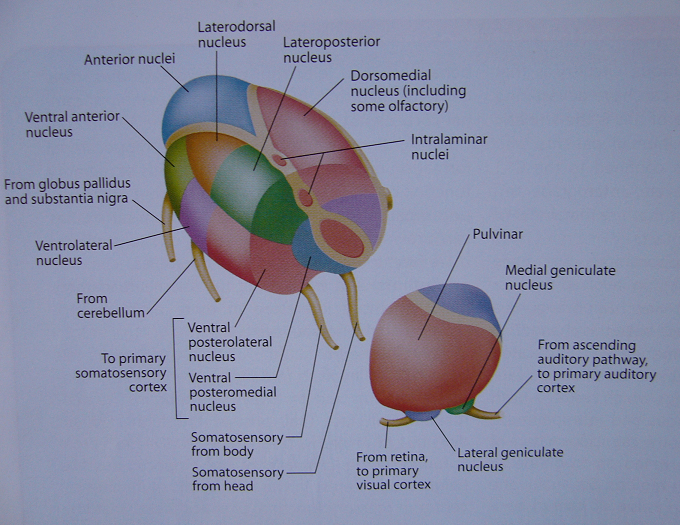 Laterodorsal
nucleus
Lateroposterior
nucleus
Anterior nuclei
Dorsomedial
nucleus (including
some olfactory)
Ventral anterior
nucleus
Intralaminar
nuclei
From globus pallidus
and substantia nigra
Ventrolateral
nucleus
Pulvinar
Medial geniculate
nucleus
From
cerebellum
Ventral
posterolateral
nucleus
To primary
somatosensory
cortex
Ventral
posteromedial
nucleus
From ascending
auditory pathway,
to primary auditory
cortex
Somatosensory
from body
Somatosensory
from head
From retina,
to primary
visual cortex
Lateral geniculate
nucleus